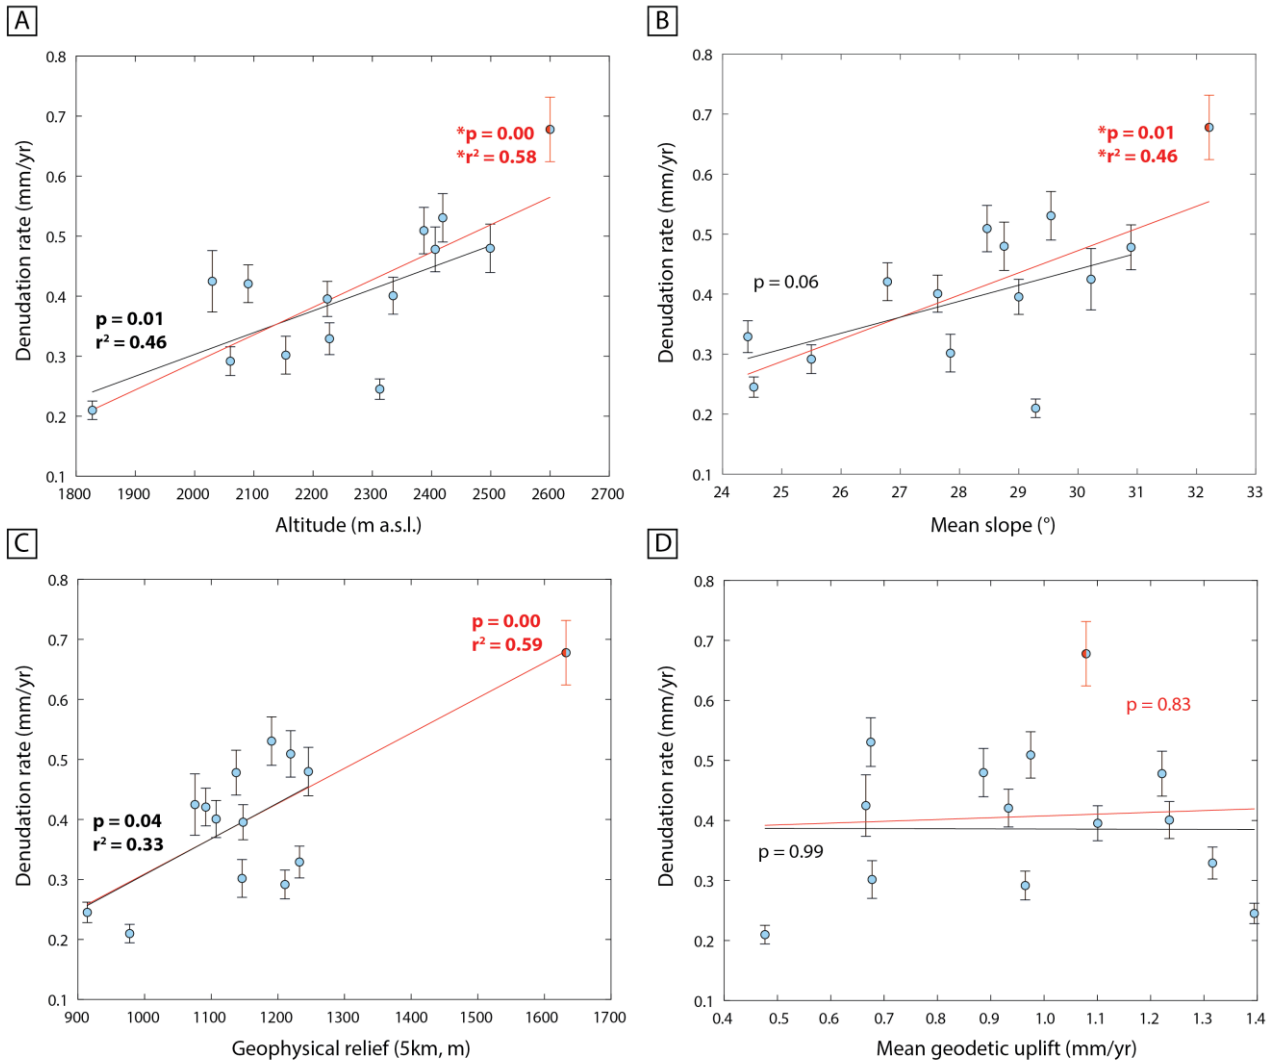 A
0.8
0.7
0.6
0.5
0.4
0.3
0.2
0.1
Denudation rate (mm/yr)
*p = 0.00
*r² = 0.58
p = 0.01
r² = 0.46
1800 1900 2000 2100 2200 2300 2400 2500 2600 2700
Altitude (m a.s.l.)
B
0.8
0.7
0.6
0.5
0.4
0.3
0.2
0.1
Denudation rate (mm/yr)
*p = 0.01
*r² = 0.46
p = 0.06
24 25 26 27 28 29 30 31 32 33
Mean slope (°)
C
0.8
0.7
0.6
0.5
0.4
0.3
0.2
0.1
Denudation rate (mm/yr)
p = 0.00
r² = 0.59
p = 0.04
r² = 0.33
900 1000 1100 1200 1300 1400 1500 1600 1700
Geophysical relief (5km, m)
D
0.8
0.7
0.6
0.5
0.4
0.3
0.2
0.1
Denudation rate (mm/yr)
p = 0.83
p = 0.99
0.4 0.5 0.6 0.7 0.8 0.9 1.0 1.1 1.2 1.3 1.4
Mean geodetic uplift (mm/yr)